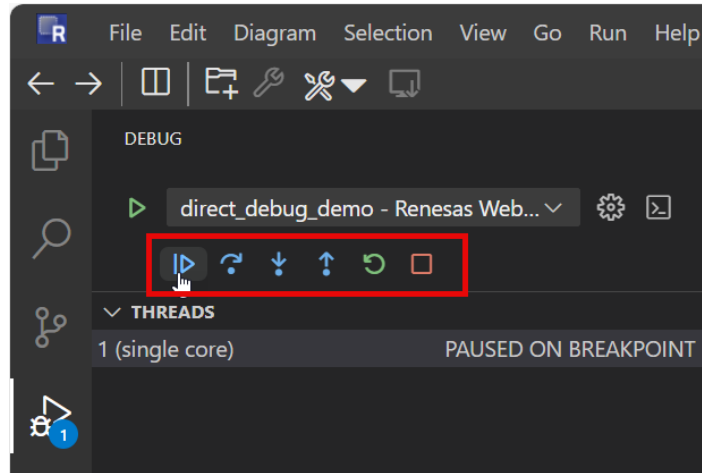 R File Edit Diagram Selection View Go Run Help
DEBUG
direct_debug_demo - Renesas Web...
THREADS
1 (single core) PAUSED ON BREAKPOINT
1